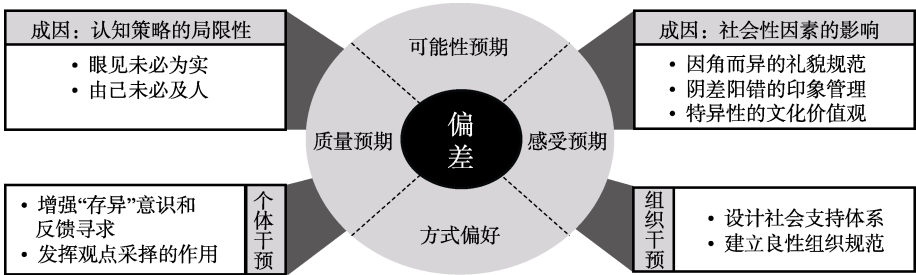 成因：认知策略的局限性
• 眼见未必为实
• 由己未必及人
可能性预期
质量预期
偏差
感受预期
方式偏好
成因：社会性因素的影响
• 因角而异的礼貌规范
• 阴差阳错的印象管理
• 特异性的文化价值观
• 增强“存异”意识和
反馈寻求
• 发挥观点采择的作用
个体干预
组织干预
• 设计社会支持体系
• 建立良性组织规范